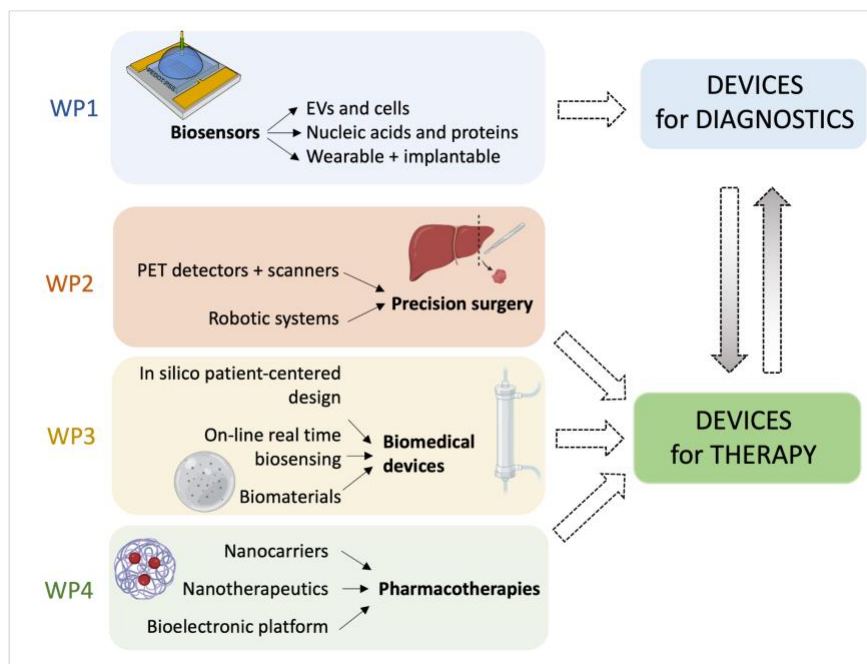 WP1
Biosensors
EVs and cells
Nucleic acids and proteins
Wearable + implantable
DEVICES
for DIAGNOSTICS
WP2
PET detectors + scanners
Robotic systems
Precision surgery
WP3
In silico patient-centered
design
On-line real time
biosensing
Biomaterials
Biomedical
devices
DEVICES
for THERAPY
WP4
Nanocarriers
Nanotherapeutics
Bioelectronic platform
Pharmacotherapies